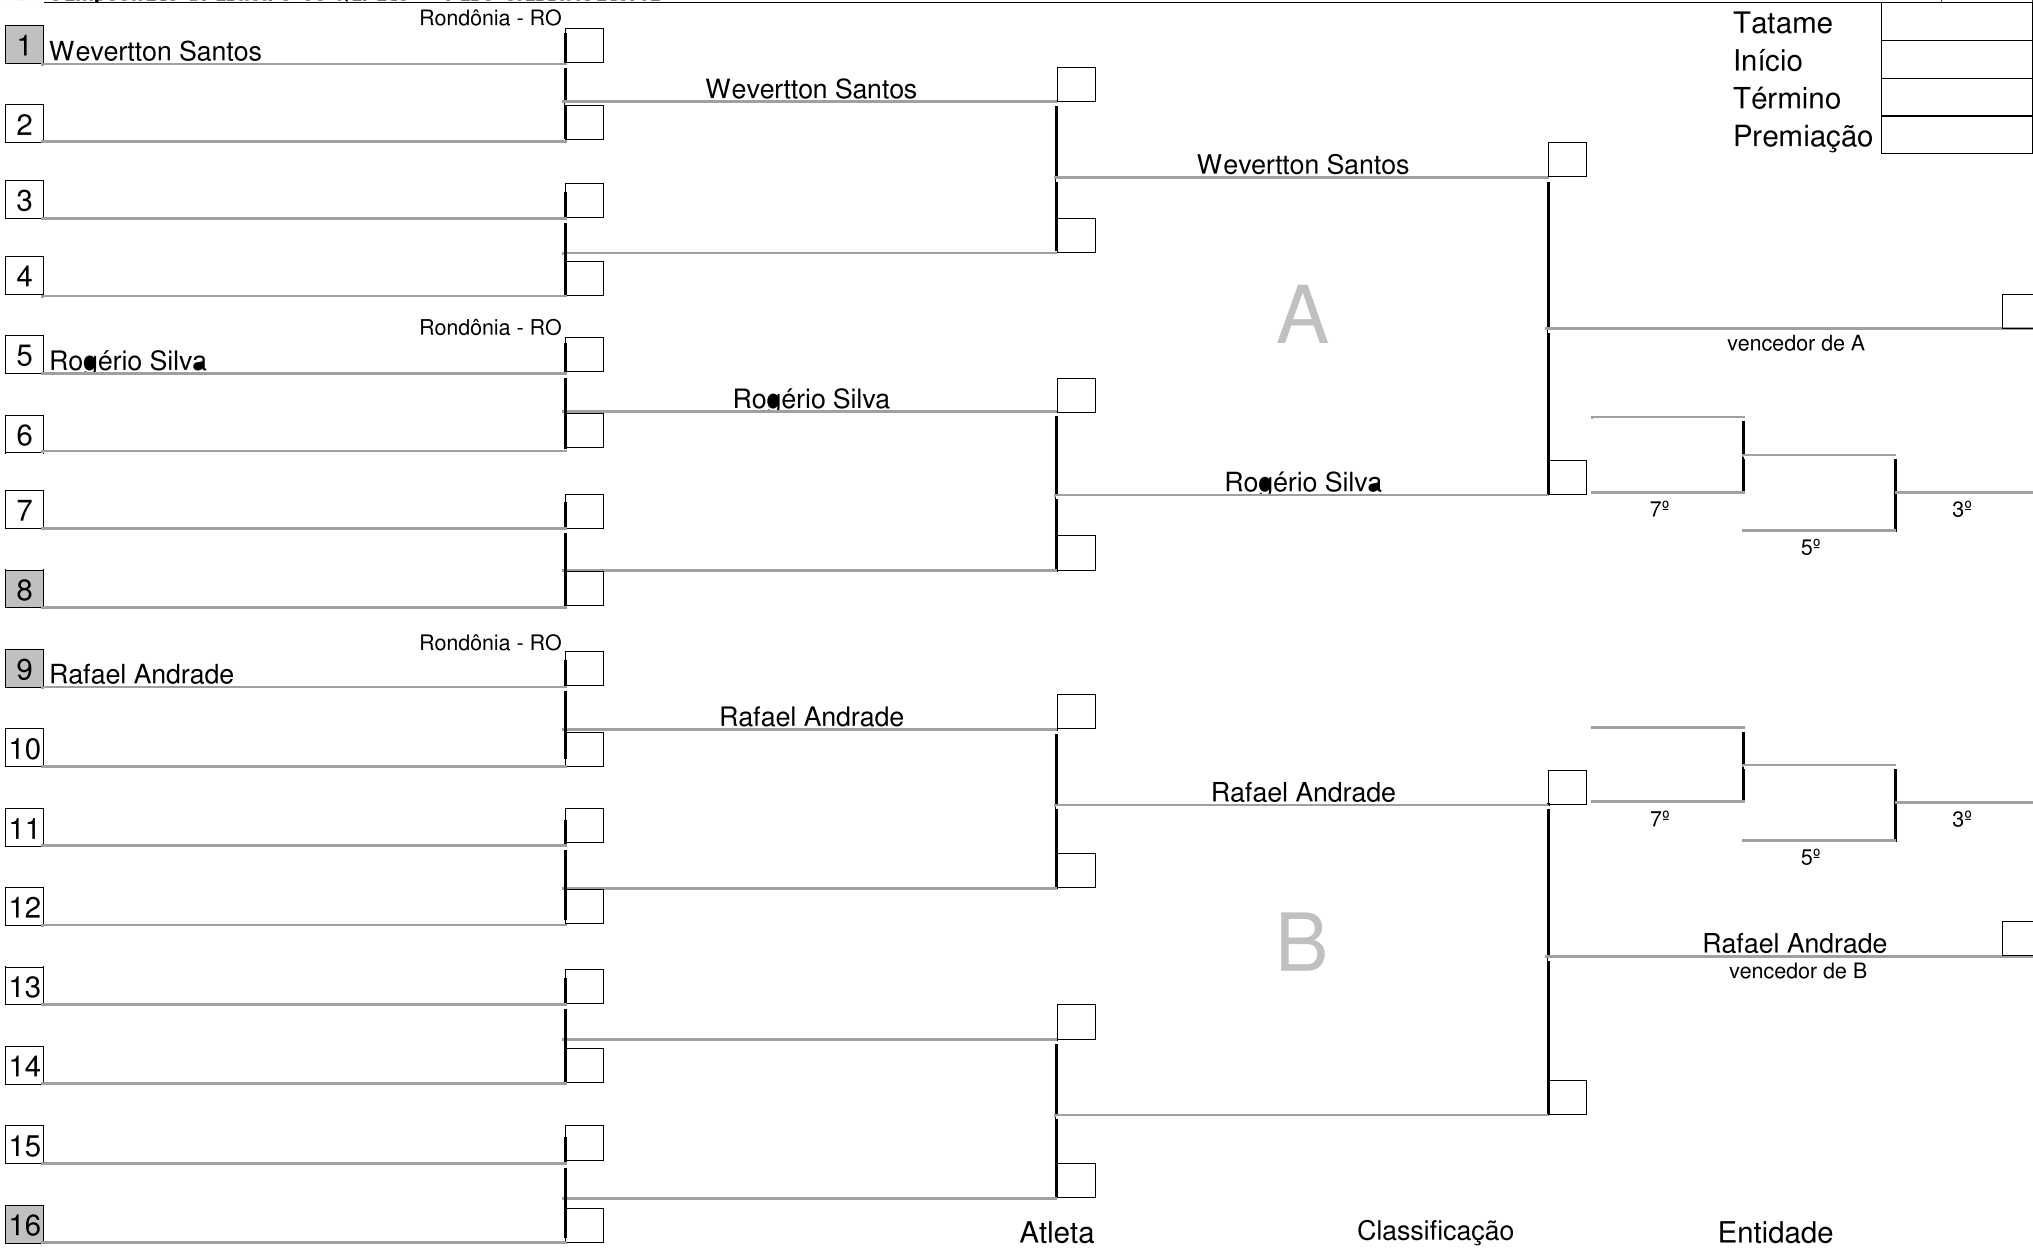 Rondônia - RO
Tatame
1 Wevertton Santos
Início
Wevertton Santos
Término
2
Premiação
Wevertton Santos
3
4
A
Rondônia - RO
vencedor de A
5 Rogério Silva
Rogério Silva
6
Rogério Silva
7
7º
3º
5º
8
Rondônia - RO
9 Rafael Andrade
Rafael Andrade
10
Rafael Andrade
11
7º
3º
5º
12
B
Rafael Andrade
vencedor de B
13
14
15
16
Atleta
Classificação
Entidade